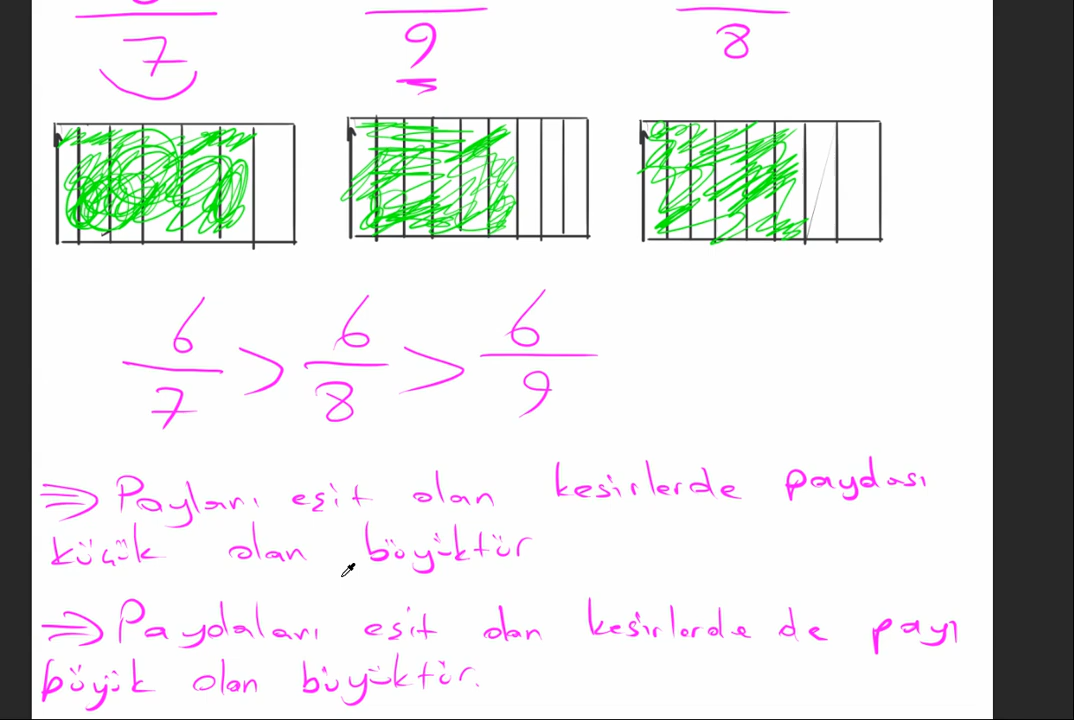 7 9 8
6 6 6
> >
7 8 9
⇒ Payları eşit olan kesirlerde paydası
küçük olan büyüktür
⇒ Paydaları eşit olan kesirlerde de payı
büyük olan büyüktür.